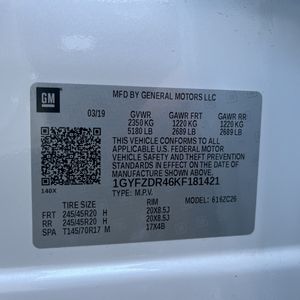 GM
MFD BY GENERAL MOTORS LLC
03/19
GVWR GAWR FRT GAWR RR
2350 KG 1220 KG 1220 KG
5180 LB 2689 LB 2689 LB
THIS VEHICLE CONFORMS TO ALL
APPLICABLE U.S. FEDERAL MOTOR
VEHICLE SAFETY AND THEFT
PREVENTION STANDARDS IN
EFFECT ON THE DATE OF
MANUFACTURE SHOWN ABOVE.
1GYFZDR46KF181421
140X
TYPE: M.P.V. MODEL: 616ZC26
TIRE SIZE RIM
FRT 245/45R20 H 20X8.5J
RR 245/45R20 H 20X8.5J
SPA T145/70R17 M 17X4B